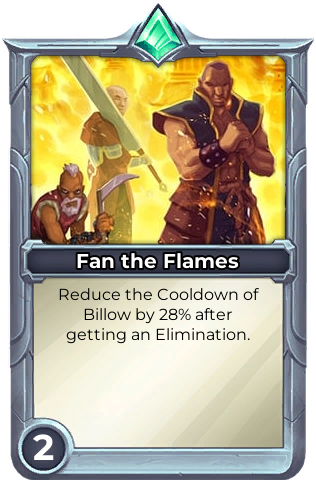 Fan the Flames
Reduce the Cooldown of
Billow by 28% after
getting an Elimination.
2